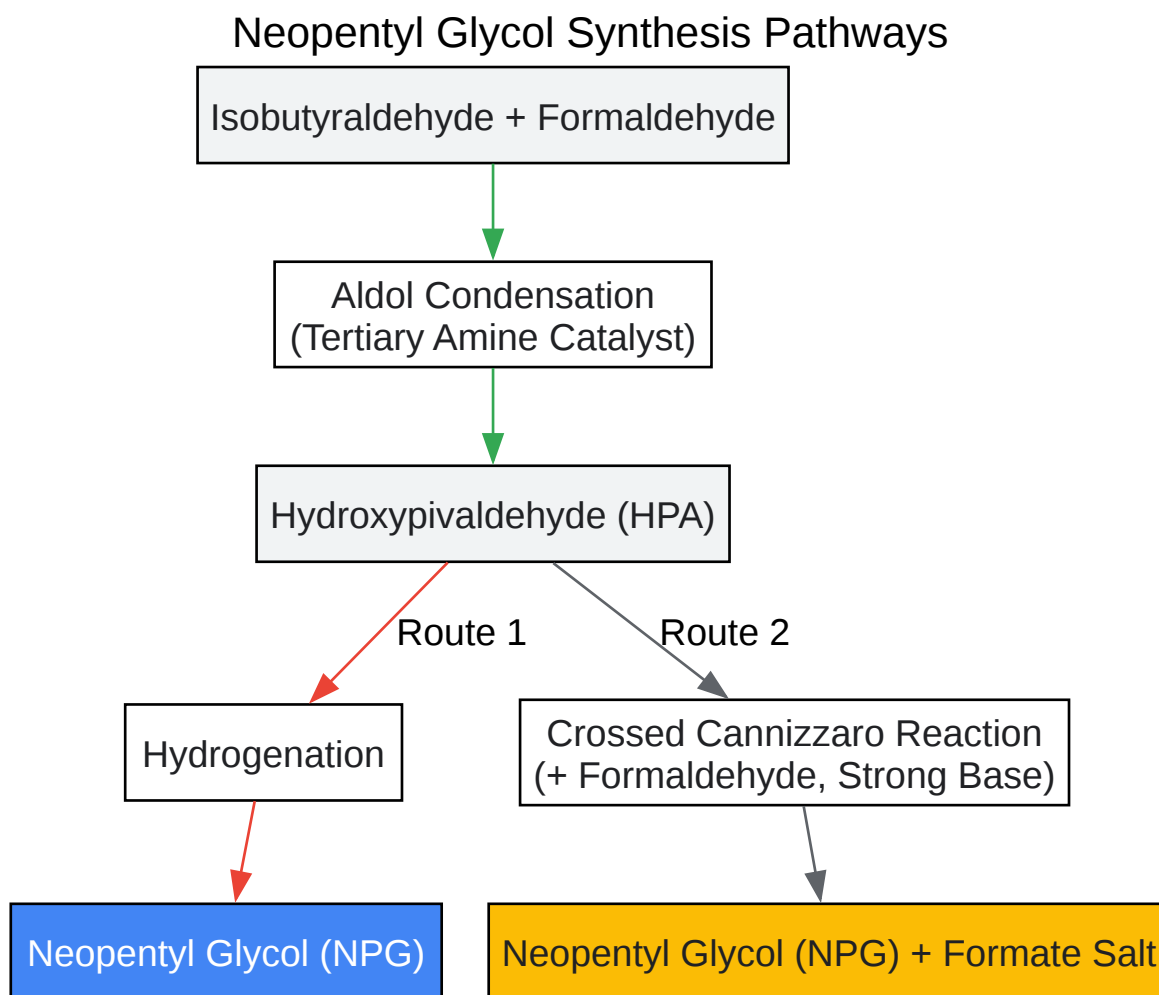 Neopentyl Glycol Synthesis Pathways
Isobutyraldehyde + Formaldehyde
Aldol Condensation
(Tertiary Amine Catalyst)
Hydroxypivaldehyde (HPA)
Route 1
Route 2
Hydrogenation
Crossed Cannizzaro Reaction
(+ Formaldehyde, Strong Base)
Neopentyl Glycol (NPG)
Neopentyl Glycol (NPG) + Formate Salt